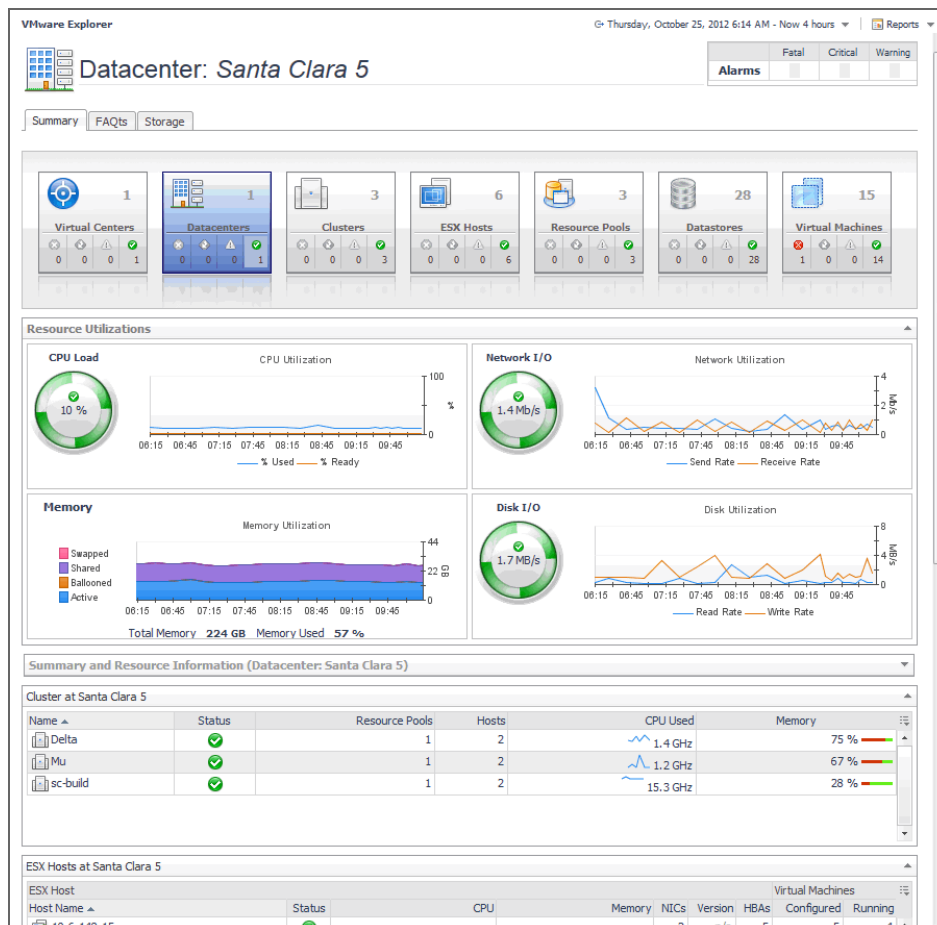 VMware Explorer
Thursday, October 25, 2012 6:14 AM - Now 4 hours
Reports
Datacenter: Santa Clara 5
Fatal Critical Warning
Alarms
Summary FAQts Storage
1 1 3 6 3 28 15
Virtual Centers Datacenters Clusters ESX Hosts Resource Pools Datastores Virtual Machines
0 0 0 1 0 0 0 1 0 0 0 3 0 0 0 6 0 0 0 3 0 0 0 28 1 0 0 14
Resource Utilizations
CPU Load
CPU Utilization
10 %
100
%
0
06:15 06:45 07:15 07:45 08:15 08:45 09:15 09:45
% Used % Ready
Network I/O
Network Utilization
1.4 Mb/s
4
2
0
Mb/s
06:15 06:45 07:15 07:45 08:15 08:45 09:15 09:45
Send Rate Receive Rate
Memory
Memory Utilization
Swapped
Shared
Ballooned
Active
44
22
0
GB
06:15 06:45 07:15 07:45 08:15 08:45 09:15 09:45
Total Memory 224 GB Memory Used 57 %
Disk I/O
Disk Utilization
1.7 MB/s
8
4
0
MB/s
06:15 06:45 07:15 07:45 08:15 08:45 09:15 09:45
Read Rate Write Rate
Summary and Resource Information (Datacenter: Santa Clara 5)
Cluster at Santa Clara 5
Name Status Resource Pools Hosts CPU Used Memory
Delta 1 2 1.4 GHz 75 %
Mu 1 2 1.2 GHz 67 %
sc-build 1 2 15.3 GHz 28 %
ESX Hosts at Santa Clara 5
ESX Host Virtual Machines
Host Name Status CPU Memory NICs Version HBAs Configured Running